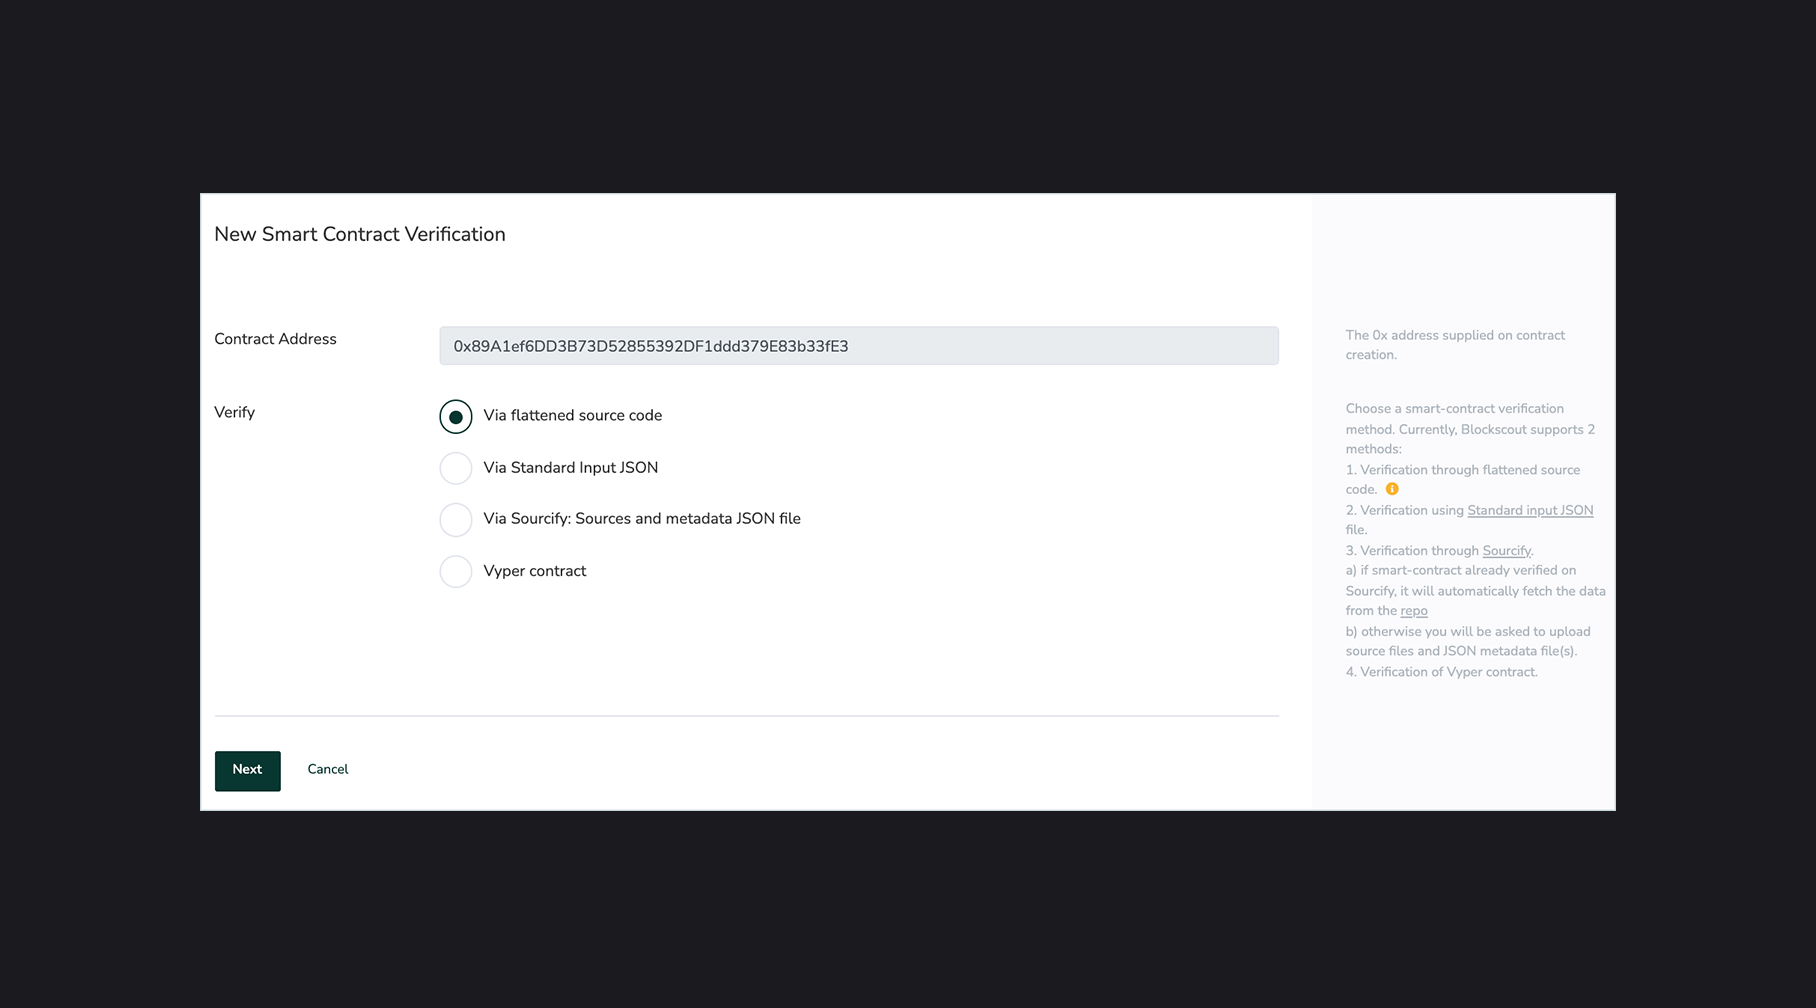 New Smart Contract Verification
Contract Address
0x89A1ef6DD3B73D52855392DF1ddd379E83b33fE3
The 0x address supplied on contract
creation.
Verify
Via flattened source code
Via Standard Input JSON
Via Sourcify: Sources and metadata JSON file
Vyper contract
Choose a smart-contract verification
method. Currently, Blockscout supports 2
methods:
1. Verification through flattened source
code.
2. Verification using Standard input JSON
file.
3. Verification through Sourcify.
a) if smart-contract already verified on
Sourcify, it will automatically fetch the data
from the repo
b) otherwise you will be asked to upload
source files and JSON metadata file(s).
4. Verification of Vyper contract.
Next
Cancel